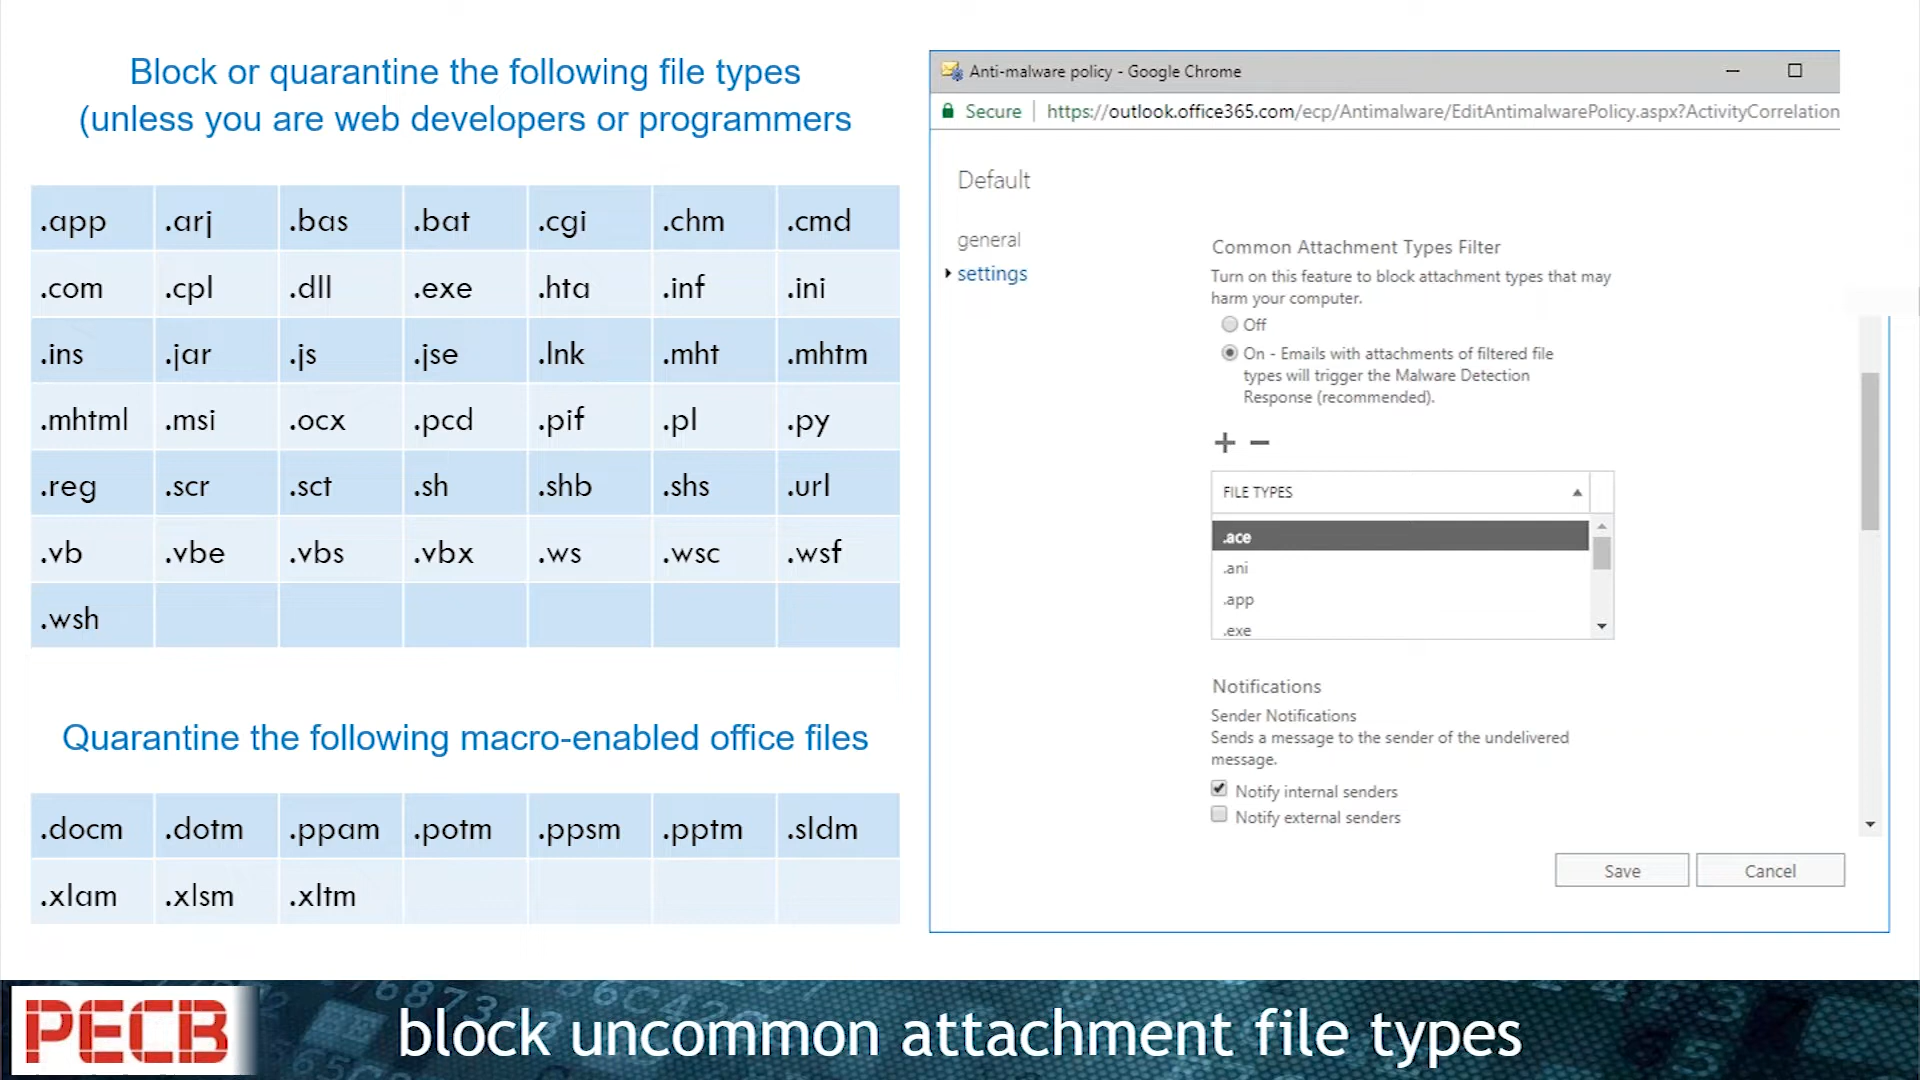 Block or quarantine the following file types
(unless you are web developers or programmers
.app .arj .bas .bat .cgi .chm .cmd
.com .cpl .dll .exe .hta .inf .ini
.ins .jar .js .jse .lnk .mht .mhtm
.mhtml .msi .ocx .pcd .pif .pl .py
.reg .scr .sct .sh .shb .shs .url
.vb .vbe .vbs .vbx .ws .wsc .wsf
.wsh
Quarantine the following macro-enabled office files
.docm .dotm .ppam .potm .ppsm .pptm .sldm
.xlam .xlsm .xltm
Anti-malware policy - Google Chrome
Secure https://outlook.office365.com/ecp/Antimalware/EditAntimalwarePolicy.aspx?ActivityCorrelation
Default
general
settings
Common Attachment Types Filter
Turn on this feature to block attachment types that may
harm your computer.
Off
On - Emails with attachments of filtered file
types will trigger the Malware Detection
Response (recommended).
FILE TYPES
.ace
.ani
.app
.exe
Notifications
Sender Notifications
Sends a message to the sender of the undelivered
message.
Notify internal senders
Notify external senders
Save Cancel
PECB
block uncommon attachment file types